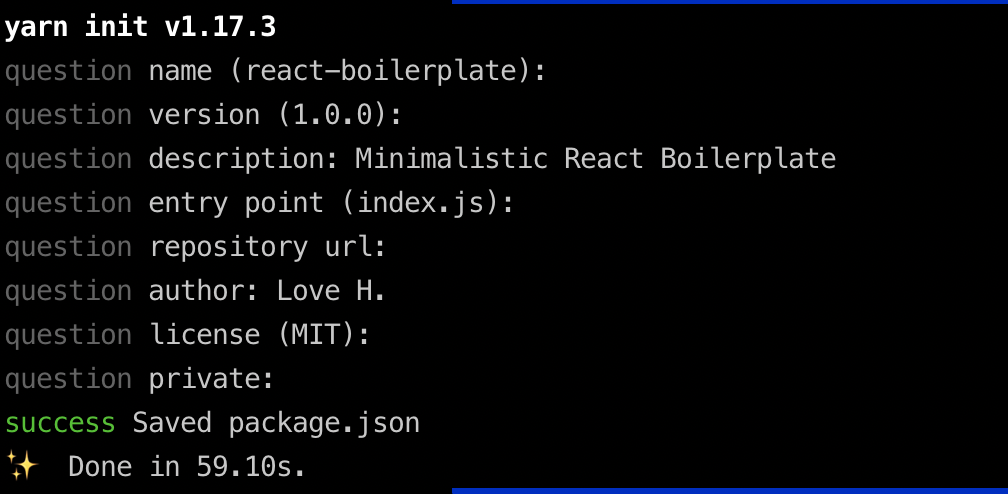 yarn init v1.17.3
question name (react-boilerplate):
question version (1.0.0):
question description: Minimalistic React Boilerplate
question entry point (index.js):
question repository url:
question author: Love H.
question license (MIT):
question private:
success Saved package.json
✨  Done in 59.10s.